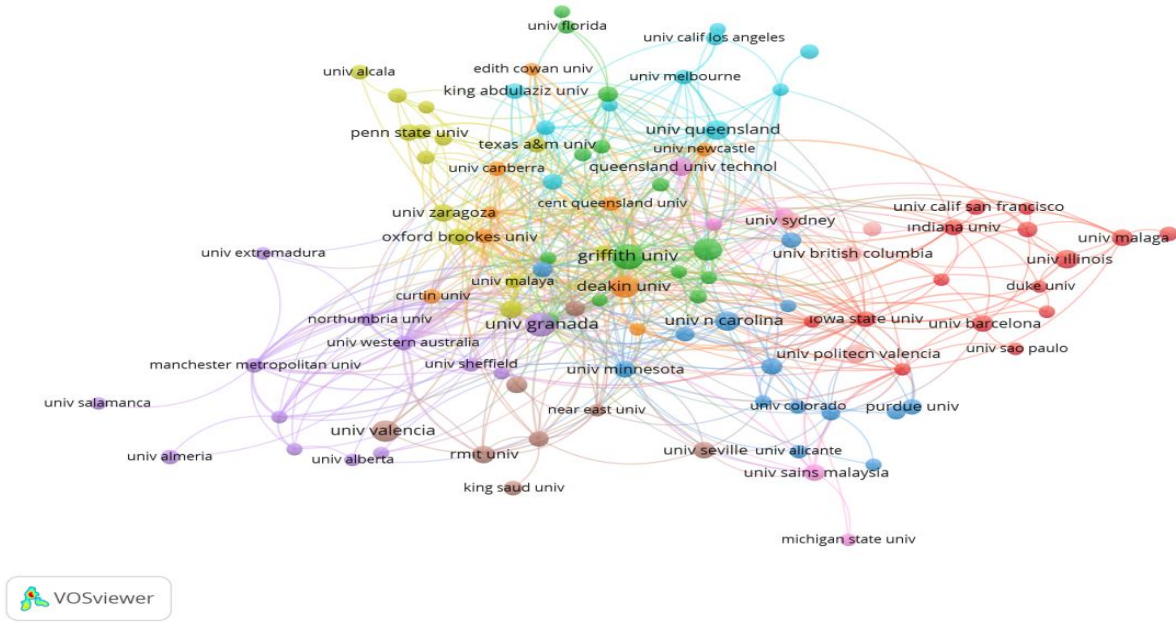 univ florida
univ calif los angeles
edith cowan univ
univ alcala
univ melbourne
king abdulaziz univ
penn state univ
univ queensland
texas a&m univ
univ newcastle
univ canberra
queensland univ technol
cent queensland univ
univ calif san francisco
univ zaragoza
univ sydney
indiana univ
oxford brookes univ
univ malaga
univ extremadura
griffith univ
univ british columbia
univ illinois
univ malaya
deakin univ
duke univ
curtin univ
northumbria univ
univ granada
univ n carolina
iowa state univ
univ barcelona
univ western australia
univ sao paulo
univ politecn valencia
manchester metropolitan univ
univ sheffield
univ minnesota
univ salamanca
near east univ
univ colorado
purdue univ
univ valencia
univ almeria
univ alberta
rmit univ
univ seville
univ alicante
univ sains malaysia
king saud univ
michigan state univ
VOSviewer